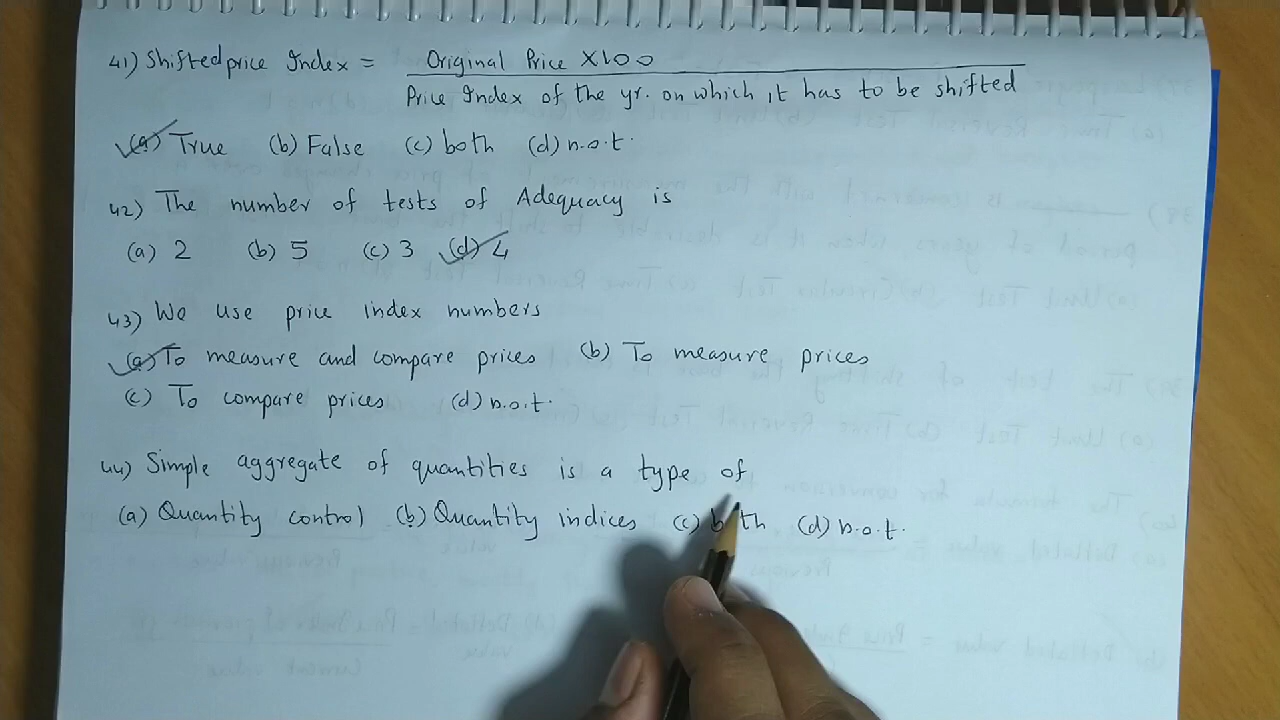 41) Shifted price Index = Original Price X100
Price Index of the yr. on which it has to be shifted
(a) True (b) False (c) both (d) n.o.t.
42) The number of tests of Adequacy is
(a) 2 (b) 5 (c) 3 (d) 4
43) We use price index numbers
(a) To measure and compare prices (b) To measure prices
(c) To compare prices (d) n.o.t.
44) Simple aggregate of quantities is a type of
(a) Quantity control (b) Quantity indices (c) both (d) n.o.t.